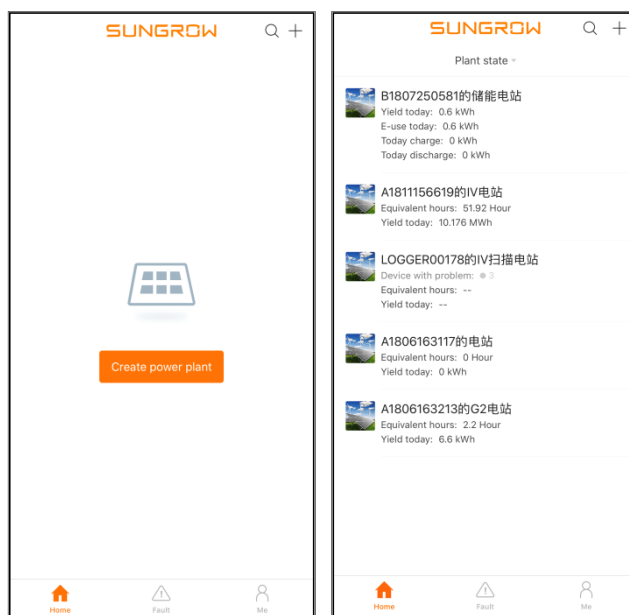 SUNGROW
Create power plant
Home
Fault
Me
SUNGROW
Plant state
B1807250581的储能电站
Yield today: 0.6 kWh
E-use today: 0.6 kWh
Today charge: 0 kWh
Today discharge: 0 kWh
A1811156619的IV电站
Equivalent hours: 51.92 Hour
Yield today: 10.176 MWh
LOGGER00178的IV扫描电站
Device with problem: 3
Equivalent hours: --
Yield today: --
A1806163117的电站
Equivalent hours: 0 Hour
Yield today: 0 kWh
A1806163213的G2电站
Equivalent hours: 2.2 Hour
Yield today: 6.6 kWh
Home
Fault
Me